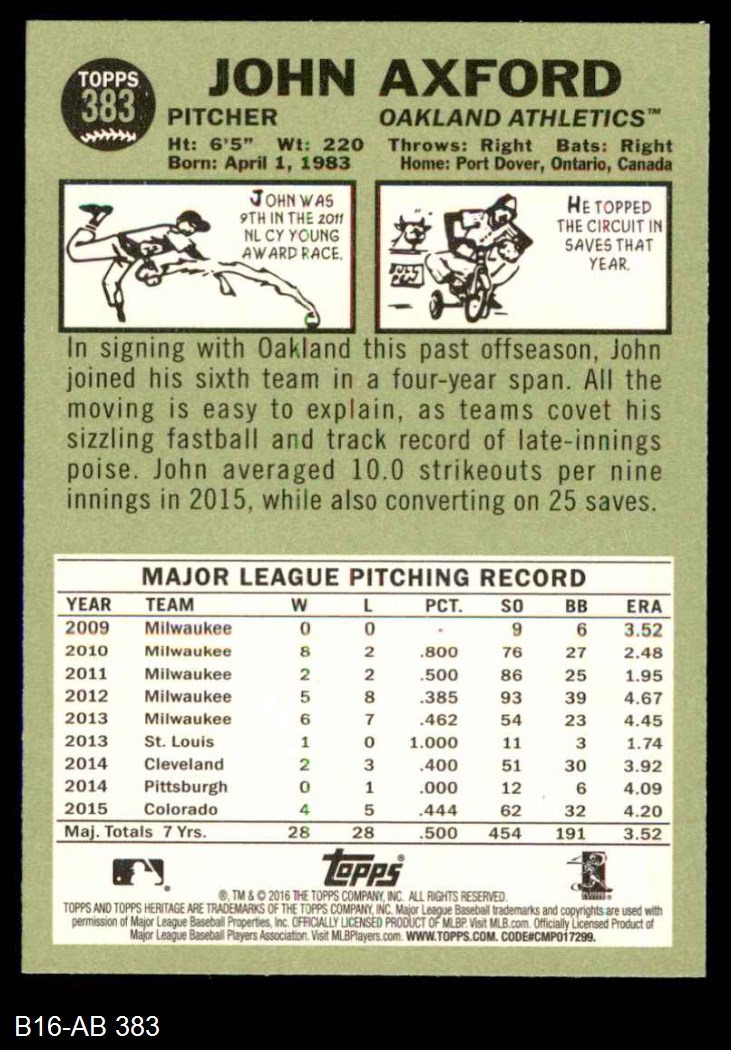 TOPPS
383
JOHN AXFORD
PITCHER OAKLAND ATHLETICS™
Ht: 6'5" Wt: 220 Throws: Right Bats: Right
Born: April 1, 1983 Home: Port Dover, Ontario, Canada
JOHN WAS
9TH IN THE 2011
NL CY YOUNG
AWARD RACE.
HE TOPPED
THE CIRCUIT IN
SAVES THAT
YEAR.
BULL
PEN
In signing with Oakland this past offseason, John
joined his sixth team in a four-year span. All the
moving is easy to explain, as teams covet his
sizzling fastball and track record of late-innings
poise. John averaged 10.0 strikeouts per nine
innings in 2015, while also converting on 25 saves.
MAJOR LEAGUE PITCHING RECORD
YEAR TEAM W L PCT. SO BB ERA
2009 Milwaukee 0 0 - 9 6 3.52
2010 Milwaukee 8 2 .800 76 27 2.48
2011 Milwaukee 2 2 .500 86 25 1.95
2012 Milwaukee 5 8 .385 93 39 4.67
2013 Milwaukee 6 7 .462 54 23 4.45
2013 St. Louis 1 0 1.000 11 3 1.74
2014 Cleveland 2 3 .400 51 30 3.92
2014 Pittsburgh 0 1 .000 12 6 4.09
2015 Colorado 4 5 .444 62 32 4.20
Maj. Totals 7 Yrs. 28 28 .500 454 191 3.52
topps®
®, TM & © 2016 THE TOPPS COMPANY, INC. ALL RIGHTS RESERVED.
TOPPS AND TOPPS HERITAGE ARE TRADEMARKS OF THE TOPPS COMPANY, INC. Major League Baseball trademarks and copyrights are used with
permission of Major League Baseball Properties, Inc. OFFICIALLY LICENSED PRODUCT OF MLBP. Visit MLB.com. Officially Licensed Product of
Major League Baseball Players Association. Visit MLBPlayers.com. WWW.TOPPS.COM. CODE#CMP017299.
B16-AB 383